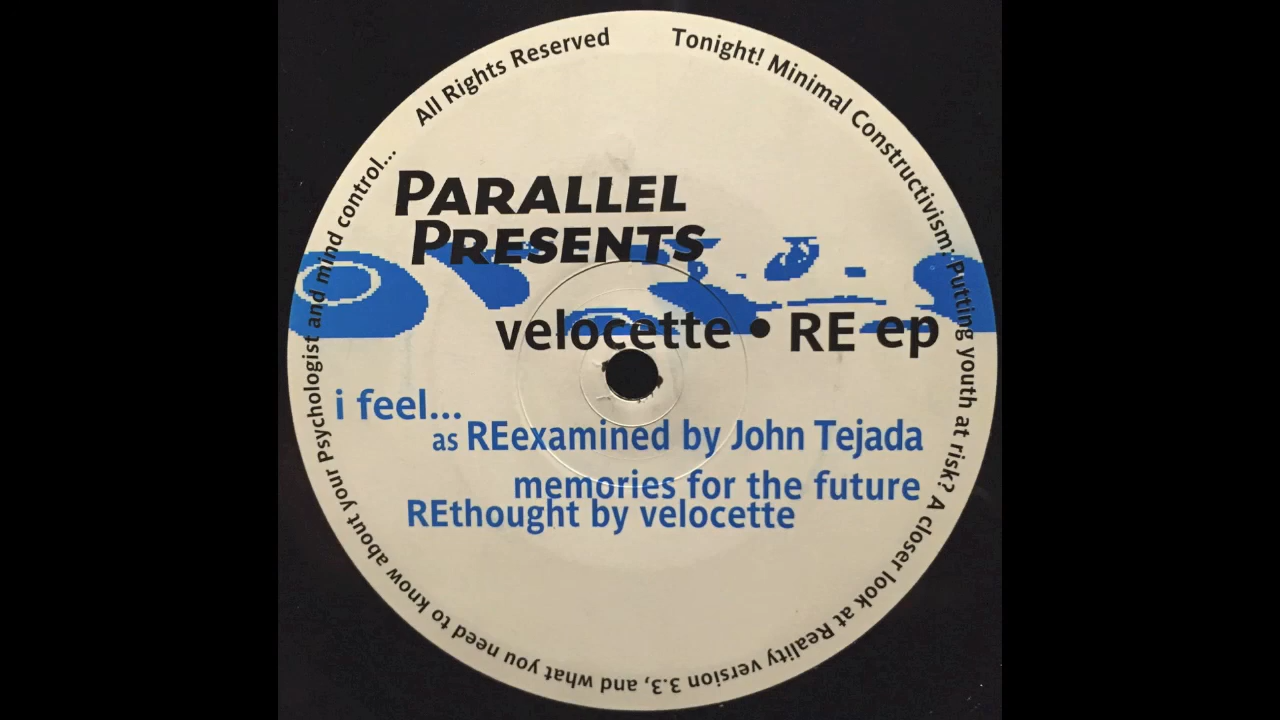 Tonight! Minimal Constructivism: Putting youth at risk? A closer look at Reality version 3.3, and what you need to know about your Psychologist and mind control...
All Rights Reserved
PARALLEL
PRESENTS
velocette • RE ep
i feel...
as REexamined by John Tejada
memories for the future
REthought by velocette